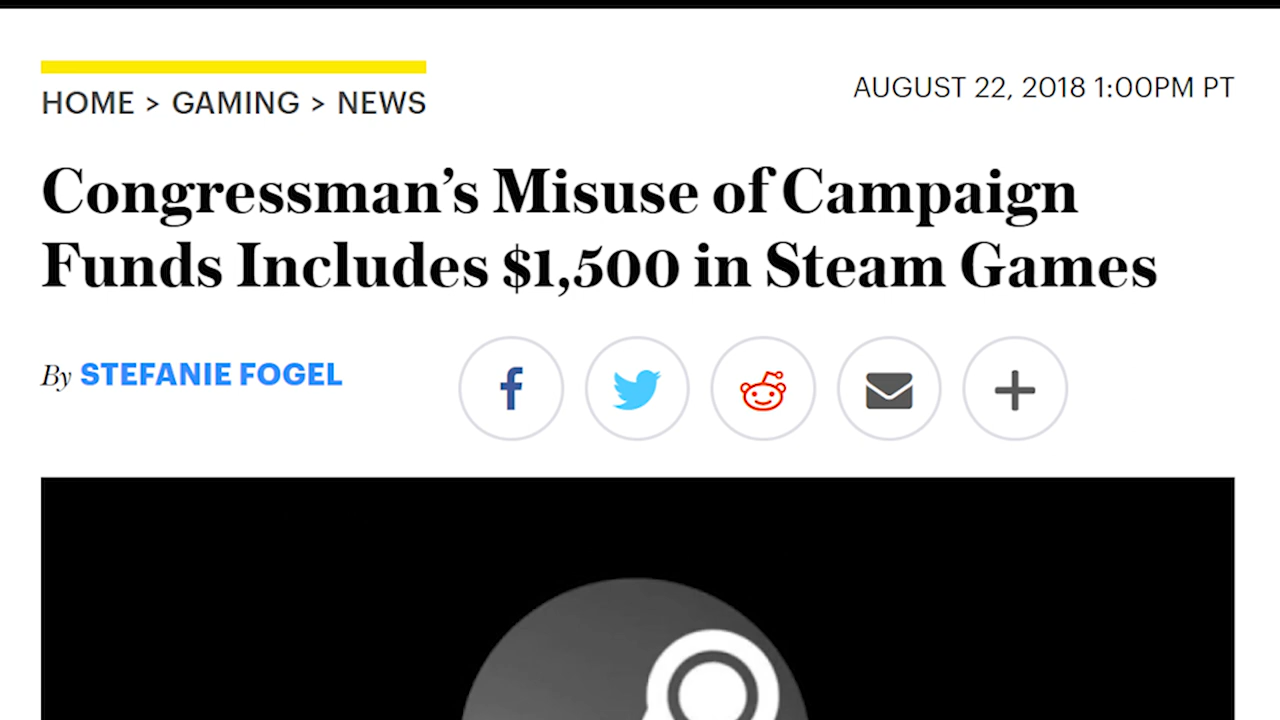 HOME > GAMING > NEWS
AUGUST 22, 2018 1:00PM PT
Congressman’s Misuse of Campaign
Funds Includes $1,500 in Steam Games
By STEFANIE FOGEL